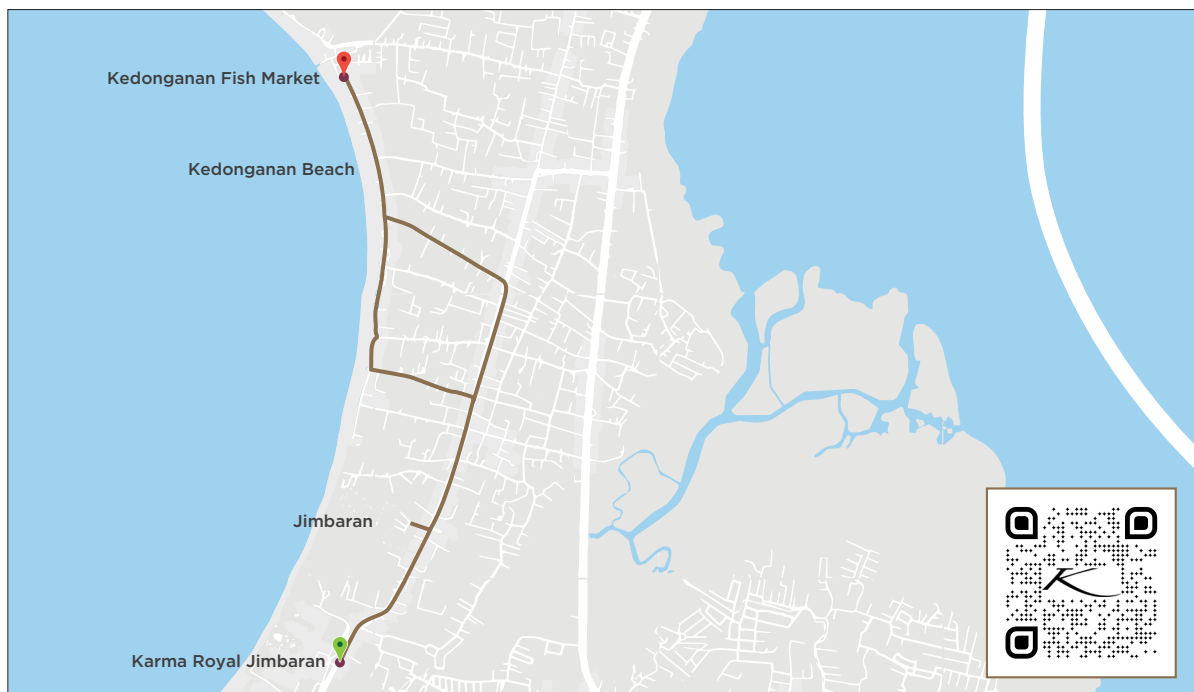 Kedonganan Fish Market
Kedonganan Beach
Jimbaran
Karma Royal Jimbaran